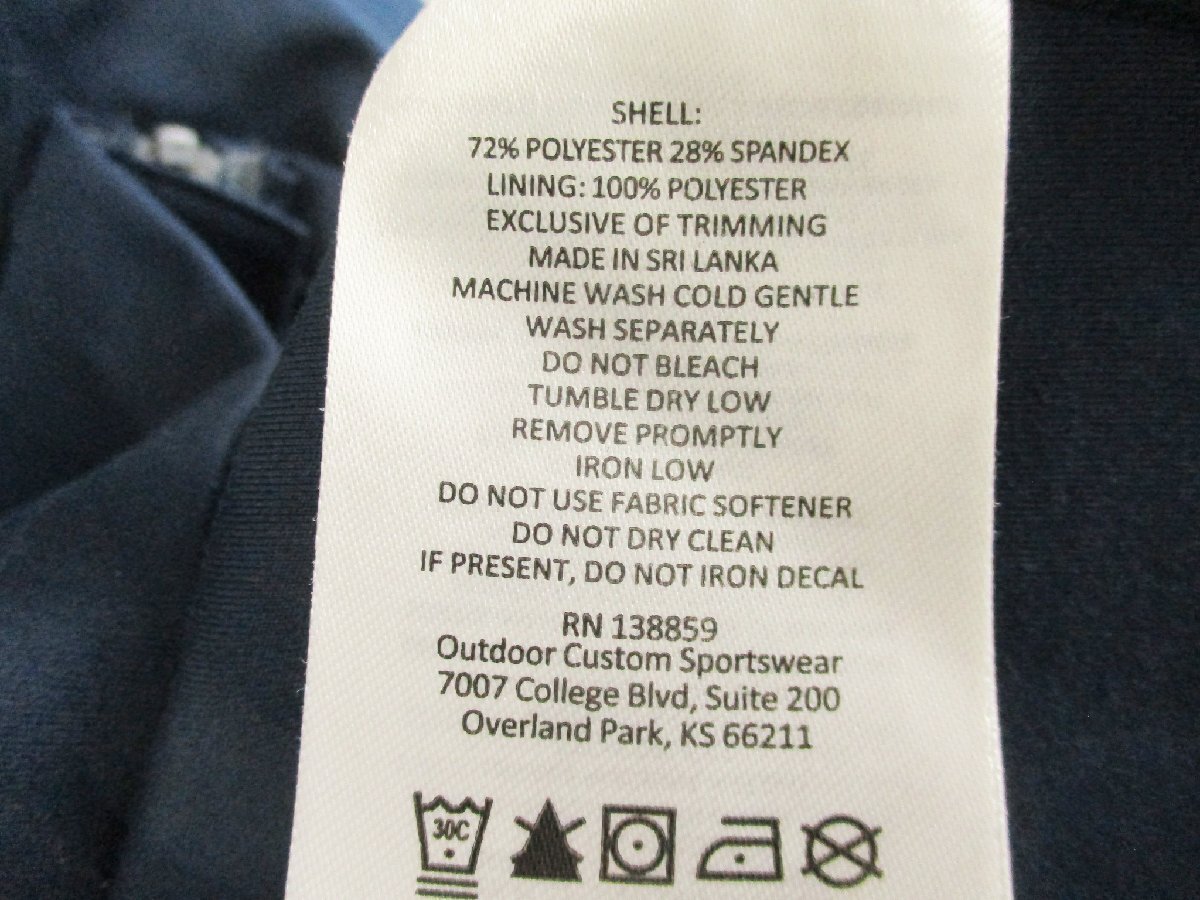 SHELL:
72% POLYESTER 28% SPANDEX
LINING: 100% POLYESTER
EXCLUSIVE OF TRIMMING
MADE IN SRI LANKA
MACHINE WASH COLD GENTLE
WASH SEPARATELY
DO NOT BLEACH
TUMBLE DRY LOW
REMOVE PROMPTLY
IRON LOW
DO NOT USE FABRIC SOFTENER
DO NOT DRY CLEAN
IF PRESENT, DO NOT IRON DECAL
RN 138859
Outdoor Custom Sportswear
7007 College Blvd, Suite 200
Overland Park, KS 66211
30C